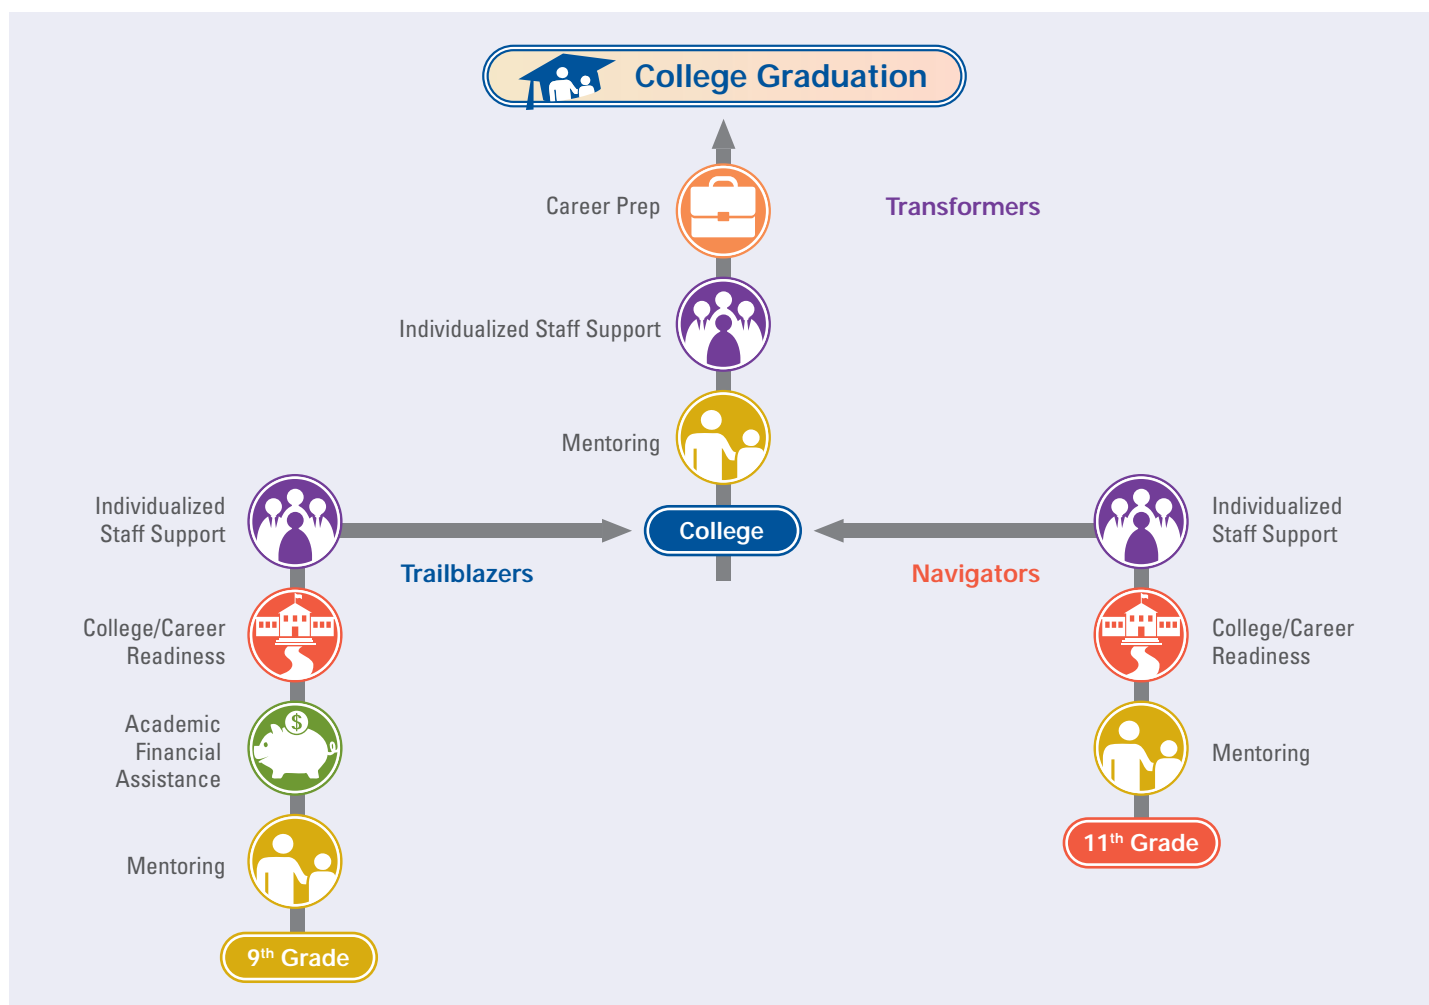 College Graduation
Career Prep
Transformers
Individualized Staff Support
Mentoring
Individualized
Staff Support
College
Individualized
Staff Support
Trailblazers
Navigators
College/Career
Readiness
College/Career
Readiness
$
Academic
Financial
Assistance
Mentoring
11th Grade
Mentoring
9th Grade